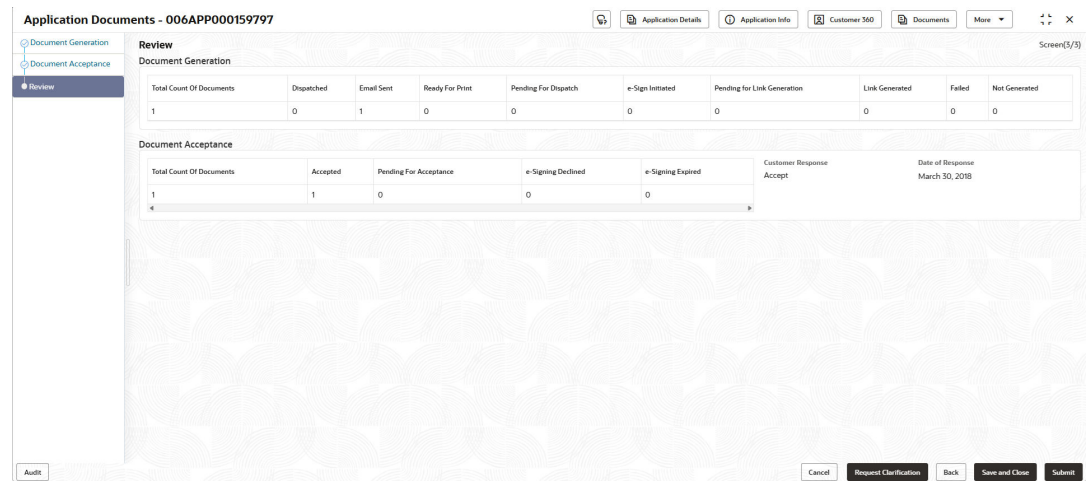 Application Documents - 006APP000159797
Application Details
Application Info
Customer 360
Documents
More
Document Generation
Document Acceptance
Review
Review
Screen(3/3)
Document Generation
Total Count Of Documents Dispatched Email Sent Ready For Print Pending For Dispatch e-Sign Initiated Pending for Link Generation Link Generated Failed Not Generated
1 0 1 0 0 0 0 0 0 0
Document Acceptance
Total Count Of Documents Accepted Pending For Acceptance e-Signing Declined e-Signing Expired
1 1 0 0 0
Customer Response Date of Response
Accept March 30, 2018
Audit
Cancel
Request Clarification
Back
Save and Close
Submit